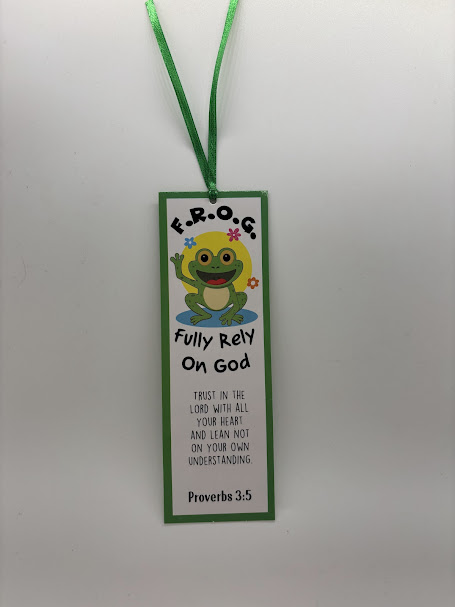 F.R.O.G.
Fully Rely
On God
TRUST IN THE
LORD WITH ALL
YOUR HEART
AND LEAN NOT
ON YOUR OWN
UNDERSTANDING.
Proverbs 3:5